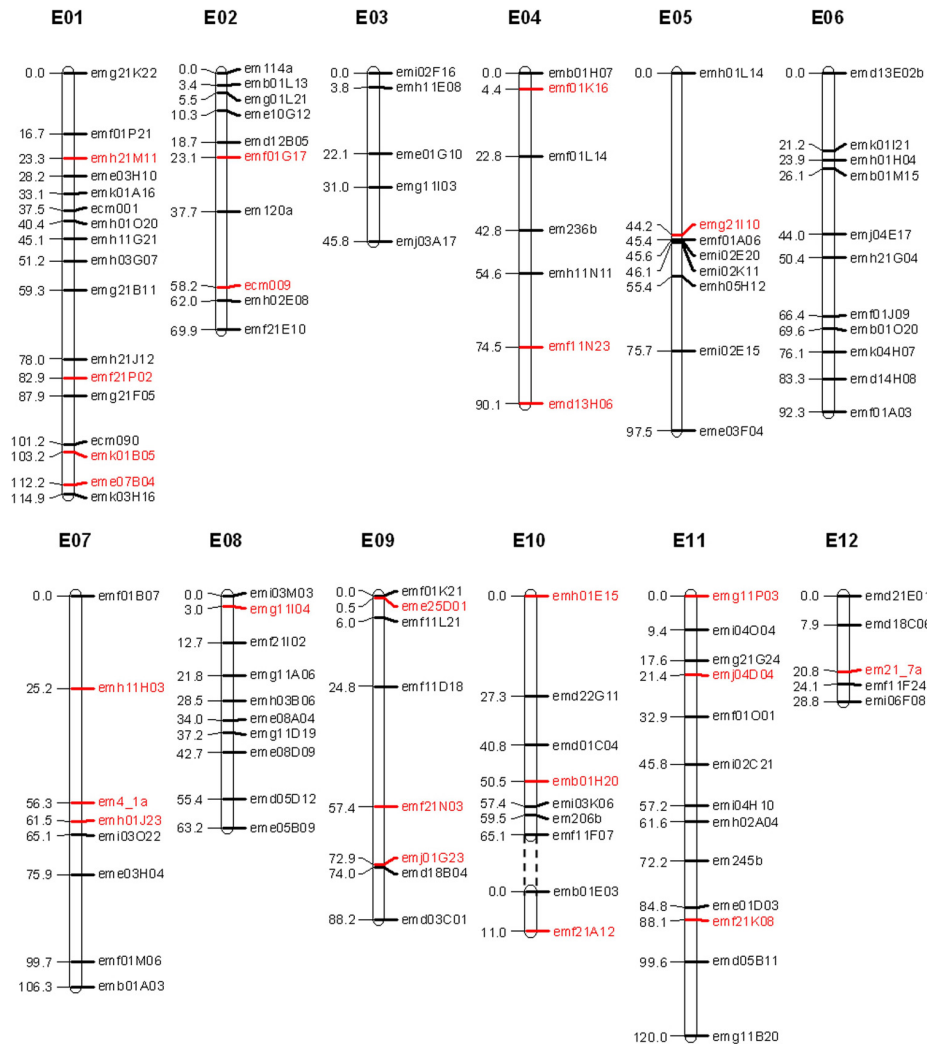 E01
0.0 emg21K22
16.7 emf01P21
23.3 emh21M11
28.2 eme03H10
33.1 emk01A16
37.5 ecm001
40.4 emh01O20
45.1 emh11G21
51.2 emh03G07
59.3 emg21B11
78.0 emh21J12
82.9 emf21P02
87.9 emg21F05
101.2 ecm090
103.2 emk01B05
112.2 eme07B04
114.9 emk03H16
E02
0.0 em114a
3.4 emb01L13
5.5 emg01L21
10.3 eme10G12
18.7 emd12B05
23.1 emf01G17
37.7 em120a
58.2 ecm009
62.0 emh02E08
69.9 emf21E10
E03
0.0 emi02F16
3.8 emh11E08
22.1 eme01G10
31.0 emg11I03
45.8 emj03A17
E04
0.0 emb01H07
4.4 emf01K16
22.8 emf01L14
42.8 em236b
54.6 emh11N11
74.5 emf11N23
90.1 emd13H06
E05
0.0 emh01L14
44.2 emg21I10
45.4 emf01A06
45.6 emi02E20
46.1 emi02K11
55.4 emh05H12
75.7 emi02E15
97.5 eme03F04
E06
0.0 emd13E02b
21.2 emk01I21
23.9 emh01H04
26.1 emb01M15
44.0 emj04E17
50.4 emh21G04
66.4 emf01J09
69.6 emb01O20
76.1 emk04H07
83.3 emd14H08
92.3 emf01A03
E07
0.0 emf01B07
25.2 emh11H03
56.3 em4_1a
61.5 emh01J23
65.1 emi03O22
75.9 eme03H04
99.7 emf01M06
106.3 emb01A03
E08
0.0 emi03M03
3.0 emg11I04
12.7 emf21I02
21.8 emg11A06
28.5 emh03B06
34.0 eme08A04
37.2 emg11D19
42.7 eme08D09
55.4 emd05D12
63.2 eme05B09
E09
0.0 emf01K21
0.5 eme25D01
6.0 emf11L21
24.8 emf11D18
57.4 emf21N03
72.9 emj01G23
74.0 emd18B04
88.2 emd03C01
E10
0.0 emh01E15
27.3 emd22G11
40.8 emd01C04
50.5 emb01H20
57.4 emi03K06
59.5 em206b
65.1 emf11F07
0.0 emb01E03
11.0 emf21A12
E11
0.0 emg11P03
9.4 emi04O04
17.6 emg21G24
21.4 emj04D04
32.9 emf01O01
45.8 emi02C21
57.2 emi04H10
61.6 emh02A04
72.2 em245b
84.8 eme01D03
88.1 emf21K08
99.6 emd05B11
120.0 emg11B20
E12
0.0 emd21E01
7.9 emd18C06
20.8 em21_7a
24.1 emf11F24
28.8 emi06F08